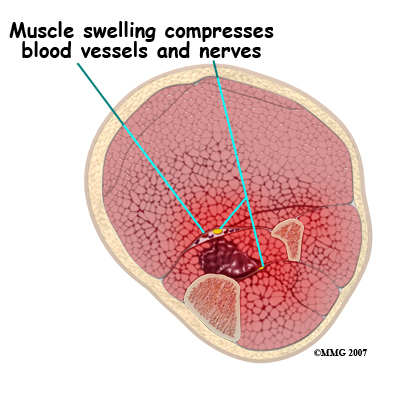 Muscle swelling compresses
blood vessels and nerves
©MMG 2007